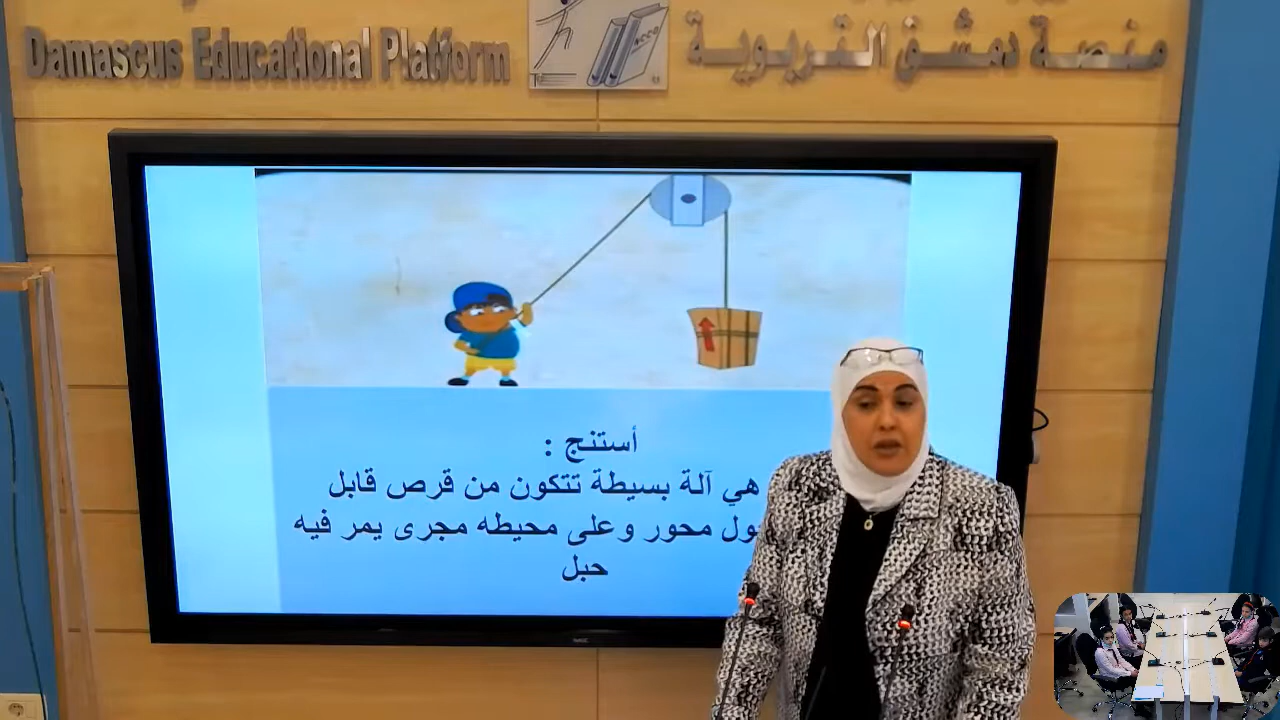 Damascus Educational Platform
منصة دمشق التربوية
أستنج :
هي آلة بسيطة تتكون من قرص قابل
محور وعلى محيطه مجرى يمر فيه
حبل